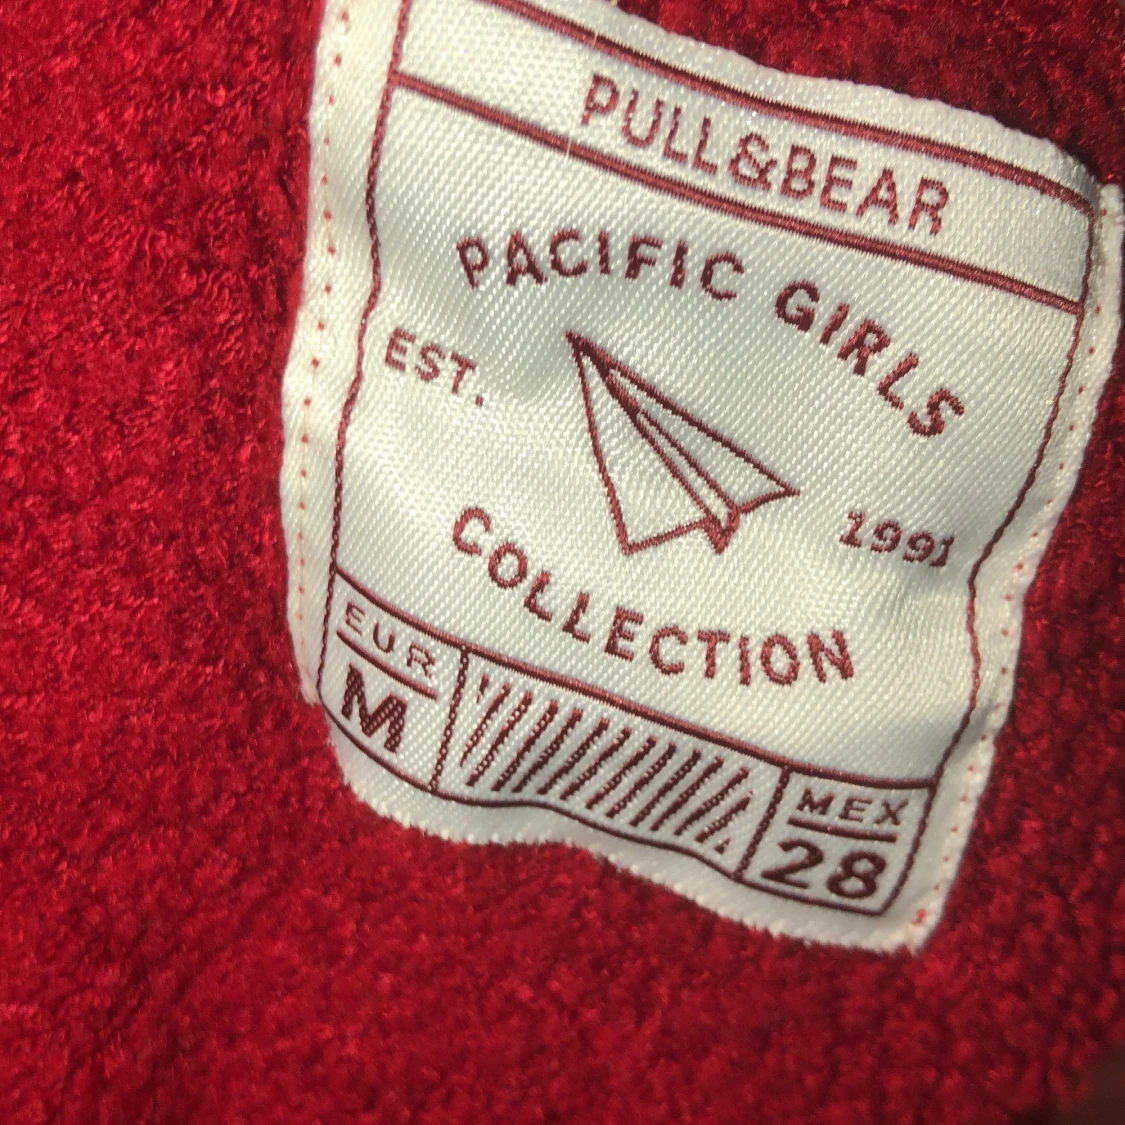 PULL&BEAR
PACIFIC GIRLS
EST. 1991
COLLECTION
EUR MEX
M 28